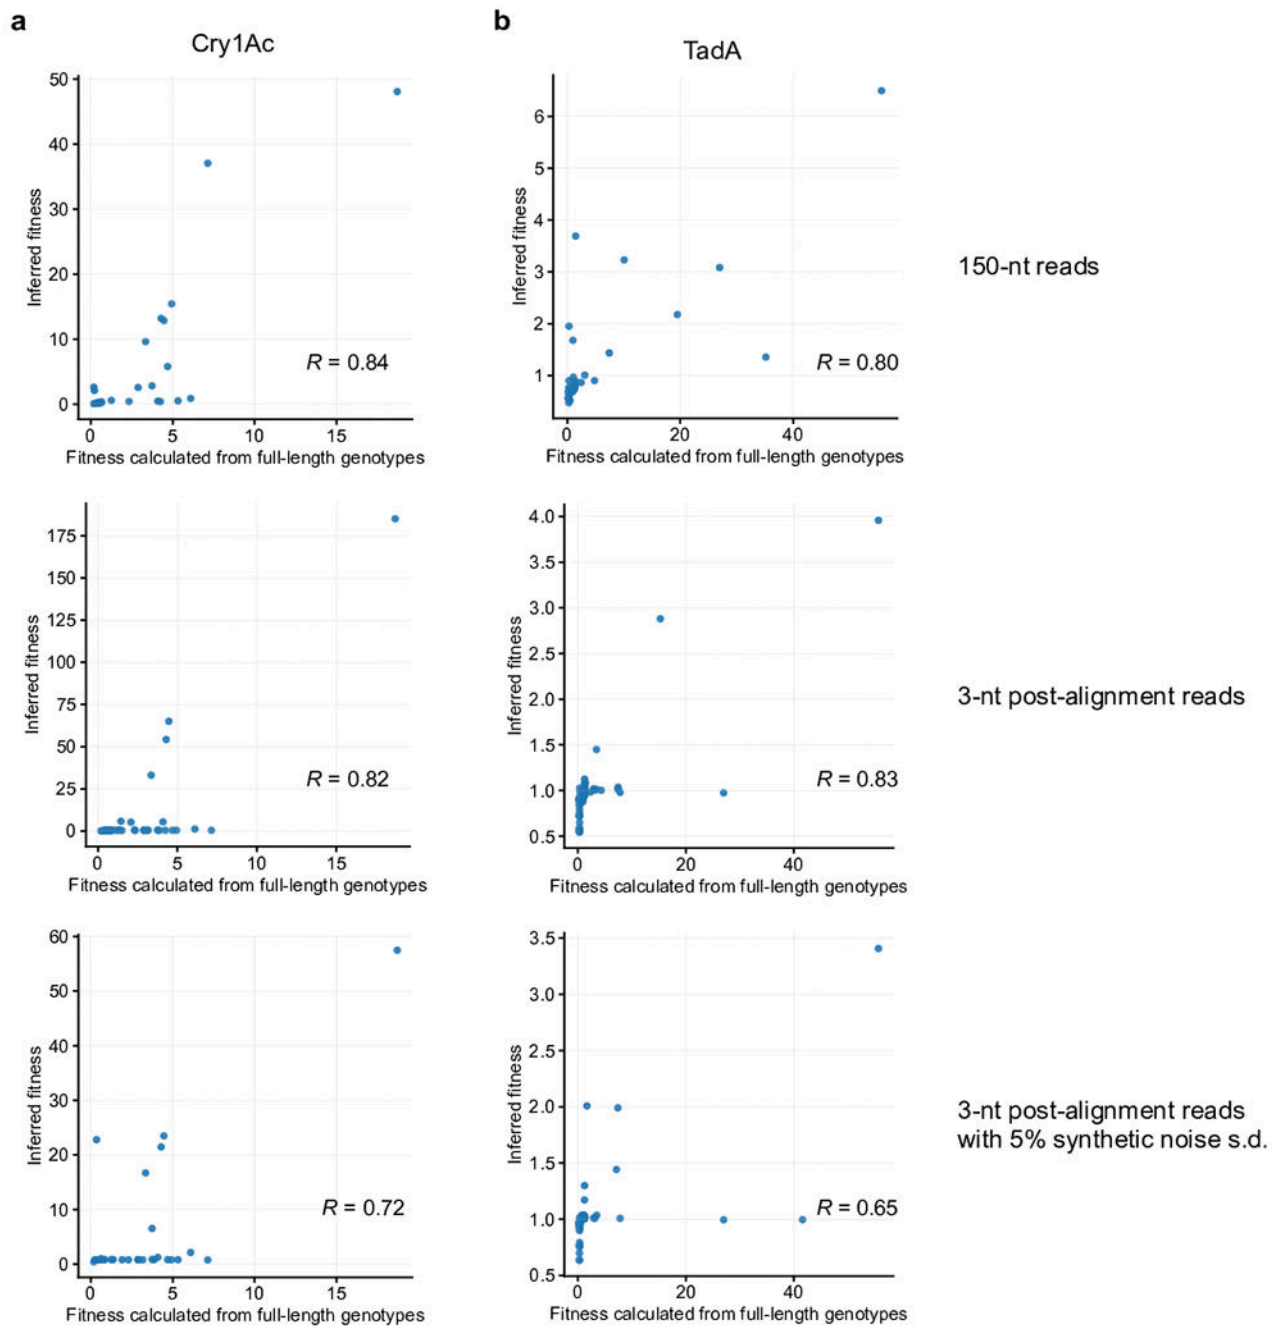 a
b
Cry1Ac
TadA
50
40
30
20
10
0
Inferred fitness
R = 0.84
0
5
10
15
Fitness calculated from full-length genotypes
6
5
4
3
2
1
Inferred fitness
R = 0.80
0
20
40
Fitness calculated from full-length genotypes
150-nt reads
175
150
125
100
75
50
25
0
Inferred fitness
R = 0.82
0
5
10
15
Fitness calculated from full-length genotypes
4.0
3.5
3.0
2.5
2.0
1.5
1.0
0.5
Inferred fitness
R = 0.83
0
20
40
Fitness calculated from full-length genotypes
3-nt post-alignment reads
60
50
40
30
20
10
0
Inferred fitness
R = 0.72
0
5
10
15
Fitness calculated from full-length genotypes
3.5
3.0
2.5
2.0
1.5
1.0
0.5
Inferred fitness
R = 0.65
0
20
40
Fitness calculated from full-length genotypes
3-nt post-alignment reads
with 5% synthetic noise s.d.